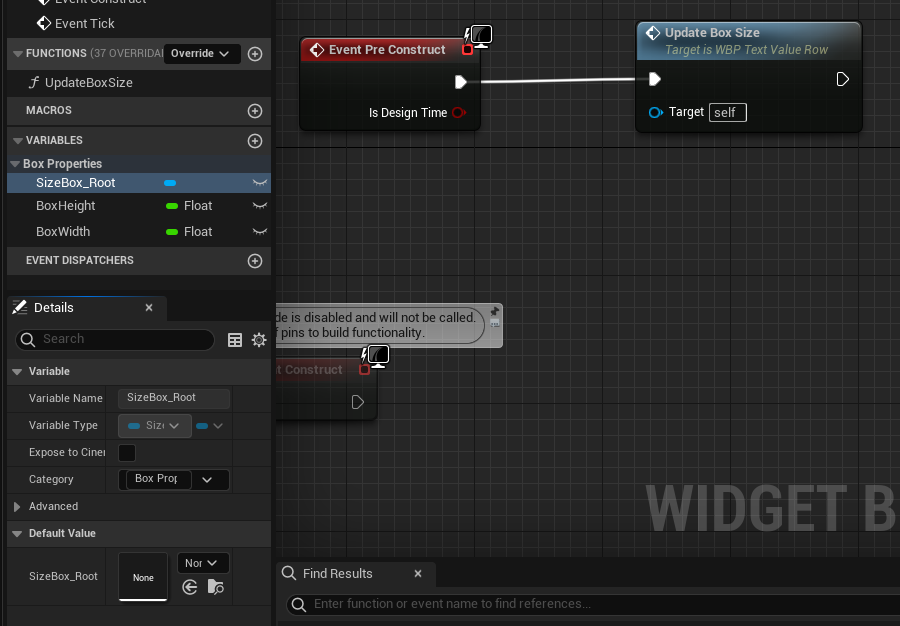 Event Construct
Event Tick
FUNCTIONS (37 OVERRIDA
Override
UpdateBoxSize
MACROS
VARIABLES
Box Properties
SizeBox_Root
BoxHeight Float
BoxWidth Float
EVENT DISPATCHERS
Details
Search
Variable
Variable Name SizeBox_Root
Variable Type Siz
Expose to Ciner
Category Box Prop
Advanced
Default Value
SizeBox_Root None Non
Event Pre Construct
Is Design Time
Update Box Size
Target is WBP Text Value Row
Target self
de is disabled and will not be called.
f pins to build functionality.
t Construct
WIDGET B
Find Results
Enter function or event name to find references...